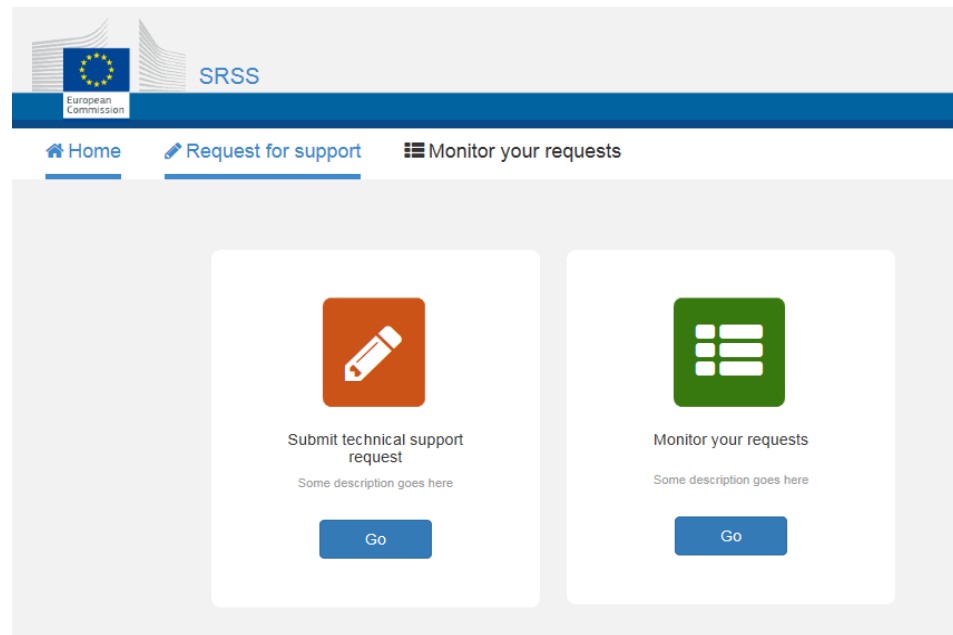 SRSS
European
Commission
Home Request for support Monitor your requests
Submit technical support
request
Some description goes here
Go
Monitor your requests
Some description goes here
Go